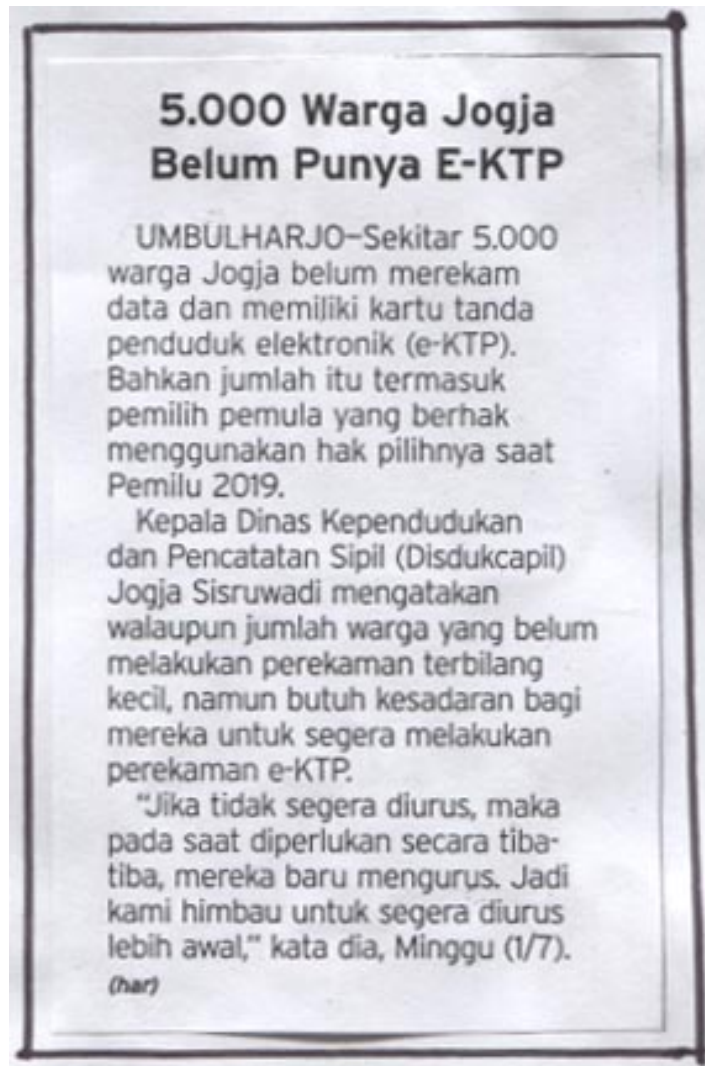 5.000 Warga Jogja
Belum Punya E-KTP
UMBULHARJO–Sekitar 5.000
warga Jogja belum merekam
data dan memiliki kartu tanda
penduduk elektronik (e-KTP).
Bahkan jumlah itu termasuk
pemilih pemula yang berhak
menggunakan hak pilihnya saat
Pemilu 2019.
Kepala Dinas Kependudukan
dan Pencatatan Sipil (Disdukcapil)
Jogja Sisruwadi mengatakan
walaupun jumlah warga yang belum
melakukan perekaman terbilang
kecil, namun butuh kesadaran bagi
mereka untuk segera melakukan
perekaman e-KTP.
“Jika tidak segera diurus, maka
pada saat diperlukan secara tiba-
tiba, mereka baru mengurus. Jadi
kami himbau untuk segera diurus
lebih awal,” kata dia, Minggu (1/7).
(har)